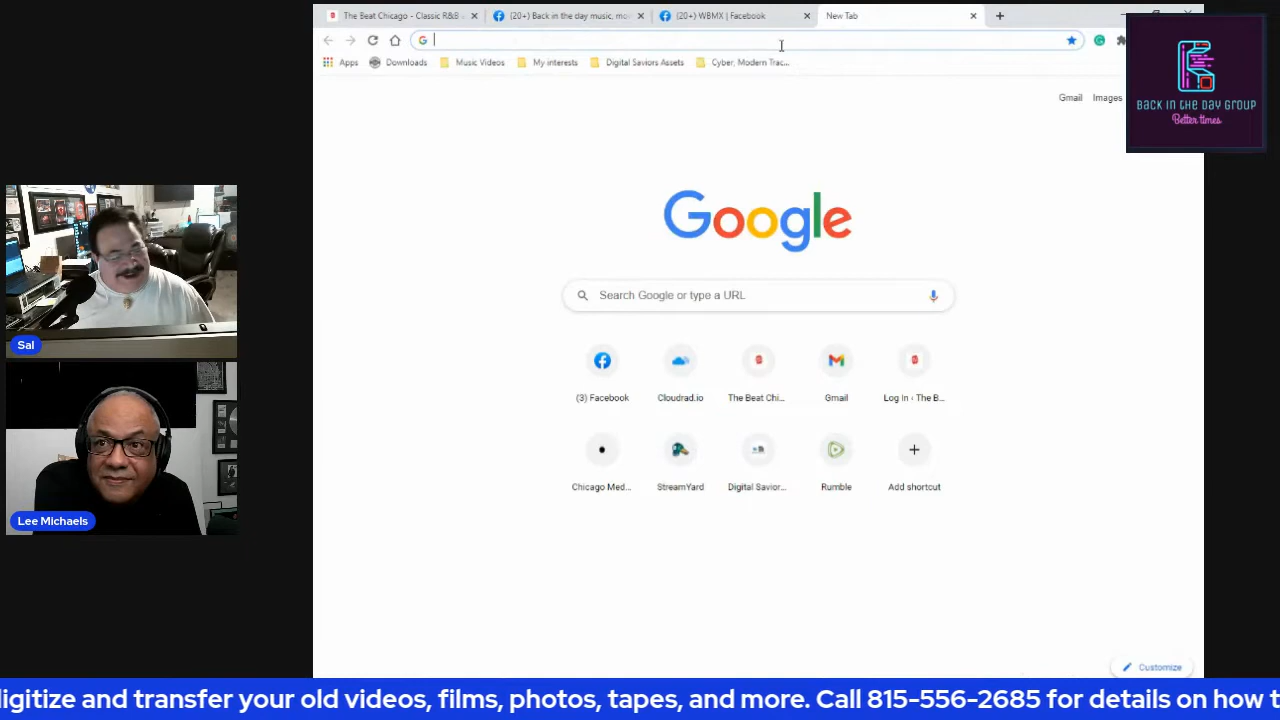 The Beat Chicago - Classic R&B
(20+) Back in the day music, mo
(20+) WBMX | Facebook
New Tab
Apps
Downloads
Music Videos
My interests
Digital Saviors Assets
Cyber, Modern Trac...
Gmail
Images
BACK IN THE DAY GROUP
Better times
Google
Search Google or type a URL
(3) Facebook
Cloudrad.io
The Beat Chi...
Gmail
Log In ‹ The B...
Chicago Med...
StreamYard
Digital Savior...
Rumble
Add shortcut
Sal
Lee Michaels
Customize
digitize and transfer your old videos, films, photos, tapes, and more. Call 815-556-2685 for details on how t